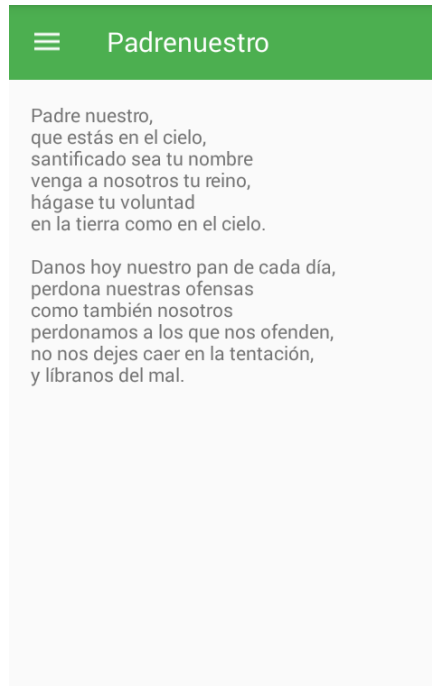 Padrenuestro
Padre nuestro,
que estás en el cielo,
santificado sea tu nombre
venga a nosotros tu reino,
hágase tu voluntad
en la tierra como en el cielo.
Danos hoy nuestro pan de cada día,
perdona nuestras ofensas
como también nosotros
perdonamos a los que nos ofenden,
no nos dejes caer en la tentación,
y líbranos del mal.